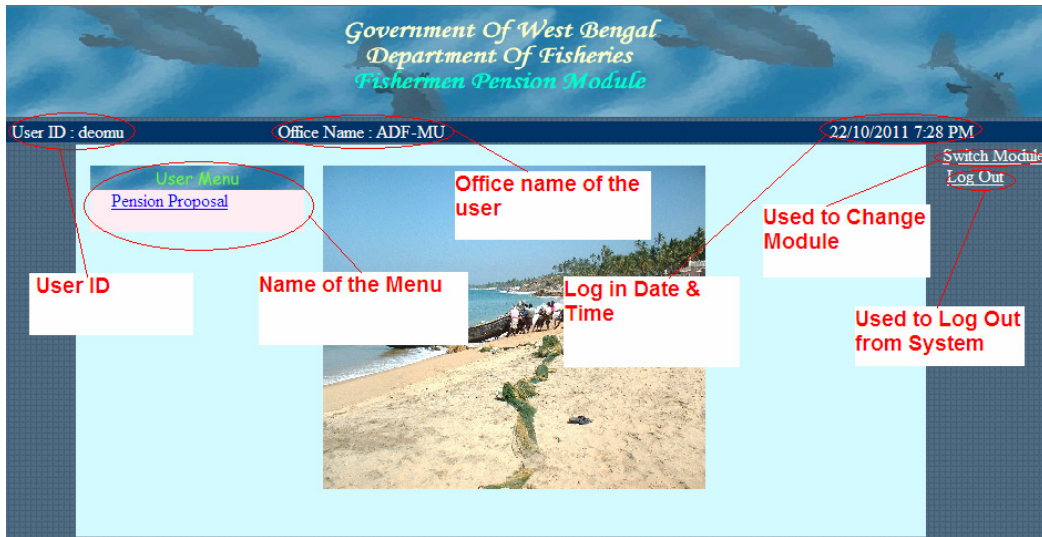 Government Of West Bengal
Department Of Fisheries
Fishermen Pension Module
User ID : deomu
Office Name : ADF-MU
22/10/2011 7:28 PM
Switch Module
Log Out
User Menu
Pension Proposal
Office name of the
user
Used to Change
Module
User ID
Name of the Menu
Log in Date &
Time
Used to Log Out
from System